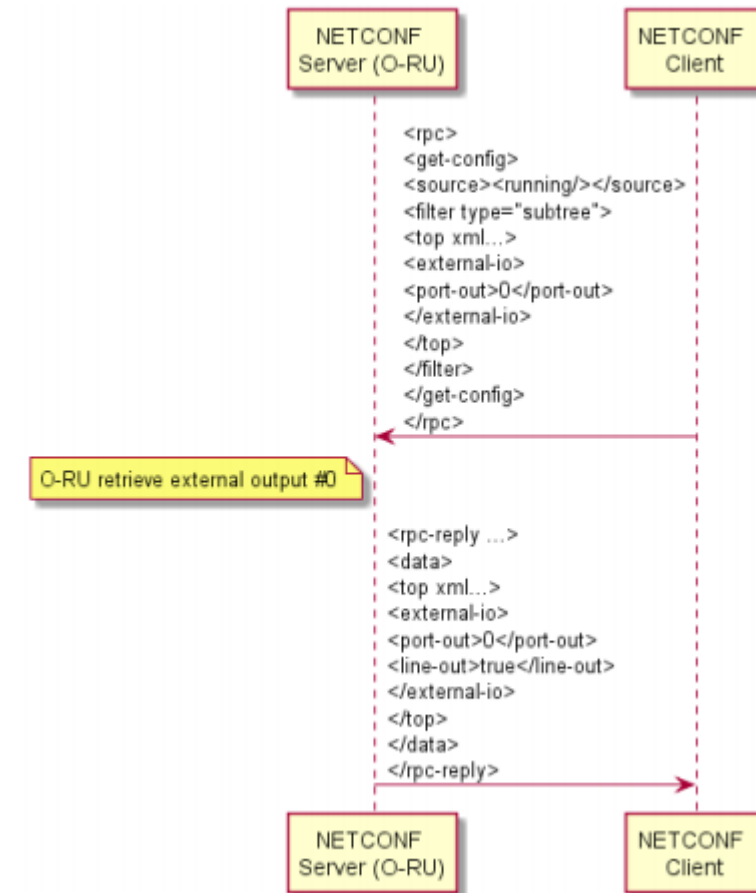 NETCONF
Server (O-RU)
NETCONF
Client
<rpc>
<get-config>
<source><running/></source>
<filter type="subtree">
<top xml...>
<external-io>
<port-out>0</port-out>
</external-io>
</top>
</filter>
</get-config>
</rpc>
O-RU retrieve external output #0
<rpc-reply ...>
<data>
<top xml...>
<external-io>
<port-out>0</port-out>
<line-out>true</line-out>
</external-io>
</top>
</data>
</rpc-reply>
NETCONF
Server (O-RU)
NETCONF
Client